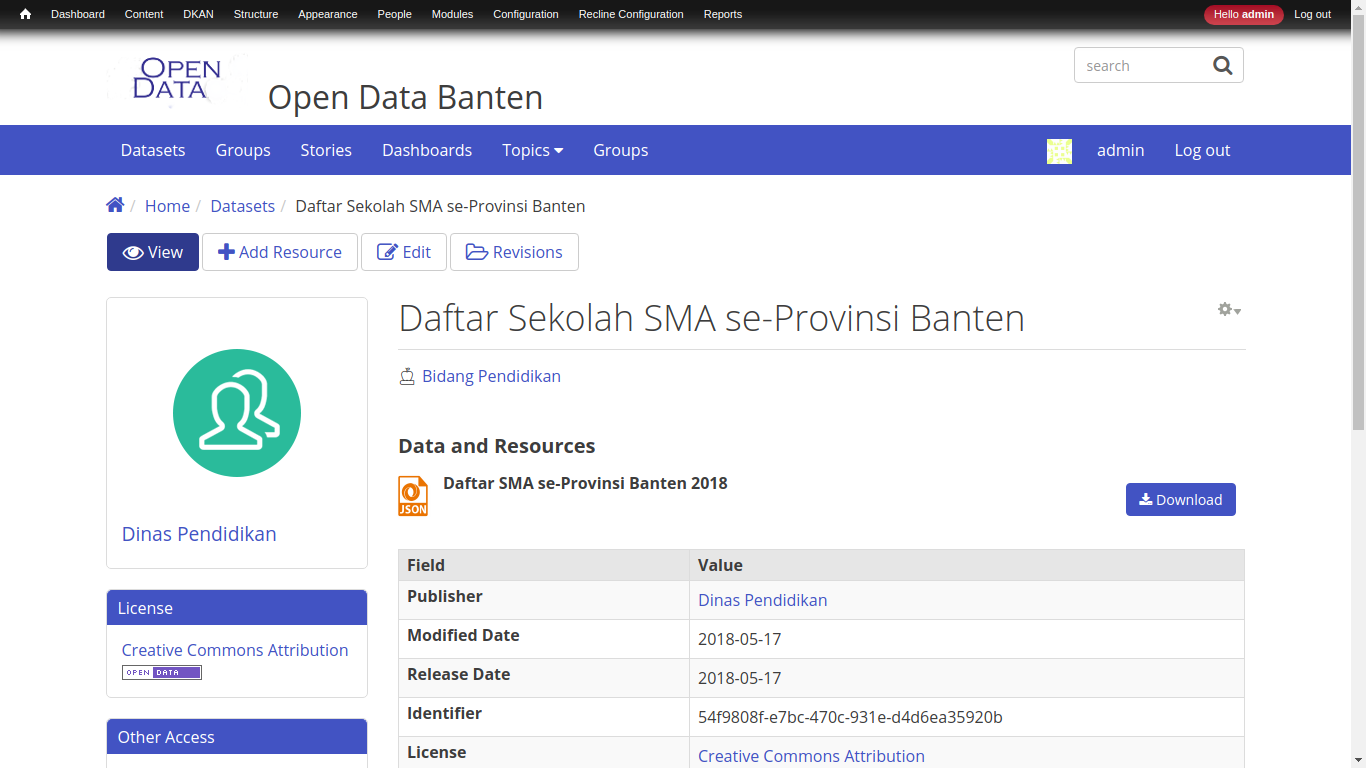 Dashboard Content DKAN Structure Appearance People Modules Configuration Recline Configuration Reports Hello admin Log out
OPEN DATA
Open Data Banten
search
Datasets Groups Stories Dashboards Topics Groups admin Log out
/ Home / Datasets / Daftar Sekolah SMA se-Provinsi Banten
View Add Resource Edit Revisions
Dinas Pendidikan
License
Creative Commons Attribution
OPEN DATA
Other Access
Daftar Sekolah SMA se-Provinsi Banten
Bidang Pendidikan
Data and Resources
JSON
Daftar SMA se-Provinsi Banten 2018
Download
Field Value
Publisher Dinas Pendidikan
Modified Date 2018-05-17
Release Date 2018-05-17
Identifier 54f9808f-e7bc-470c-931e-d4d6ea35920b
License Creative Commons Attribution